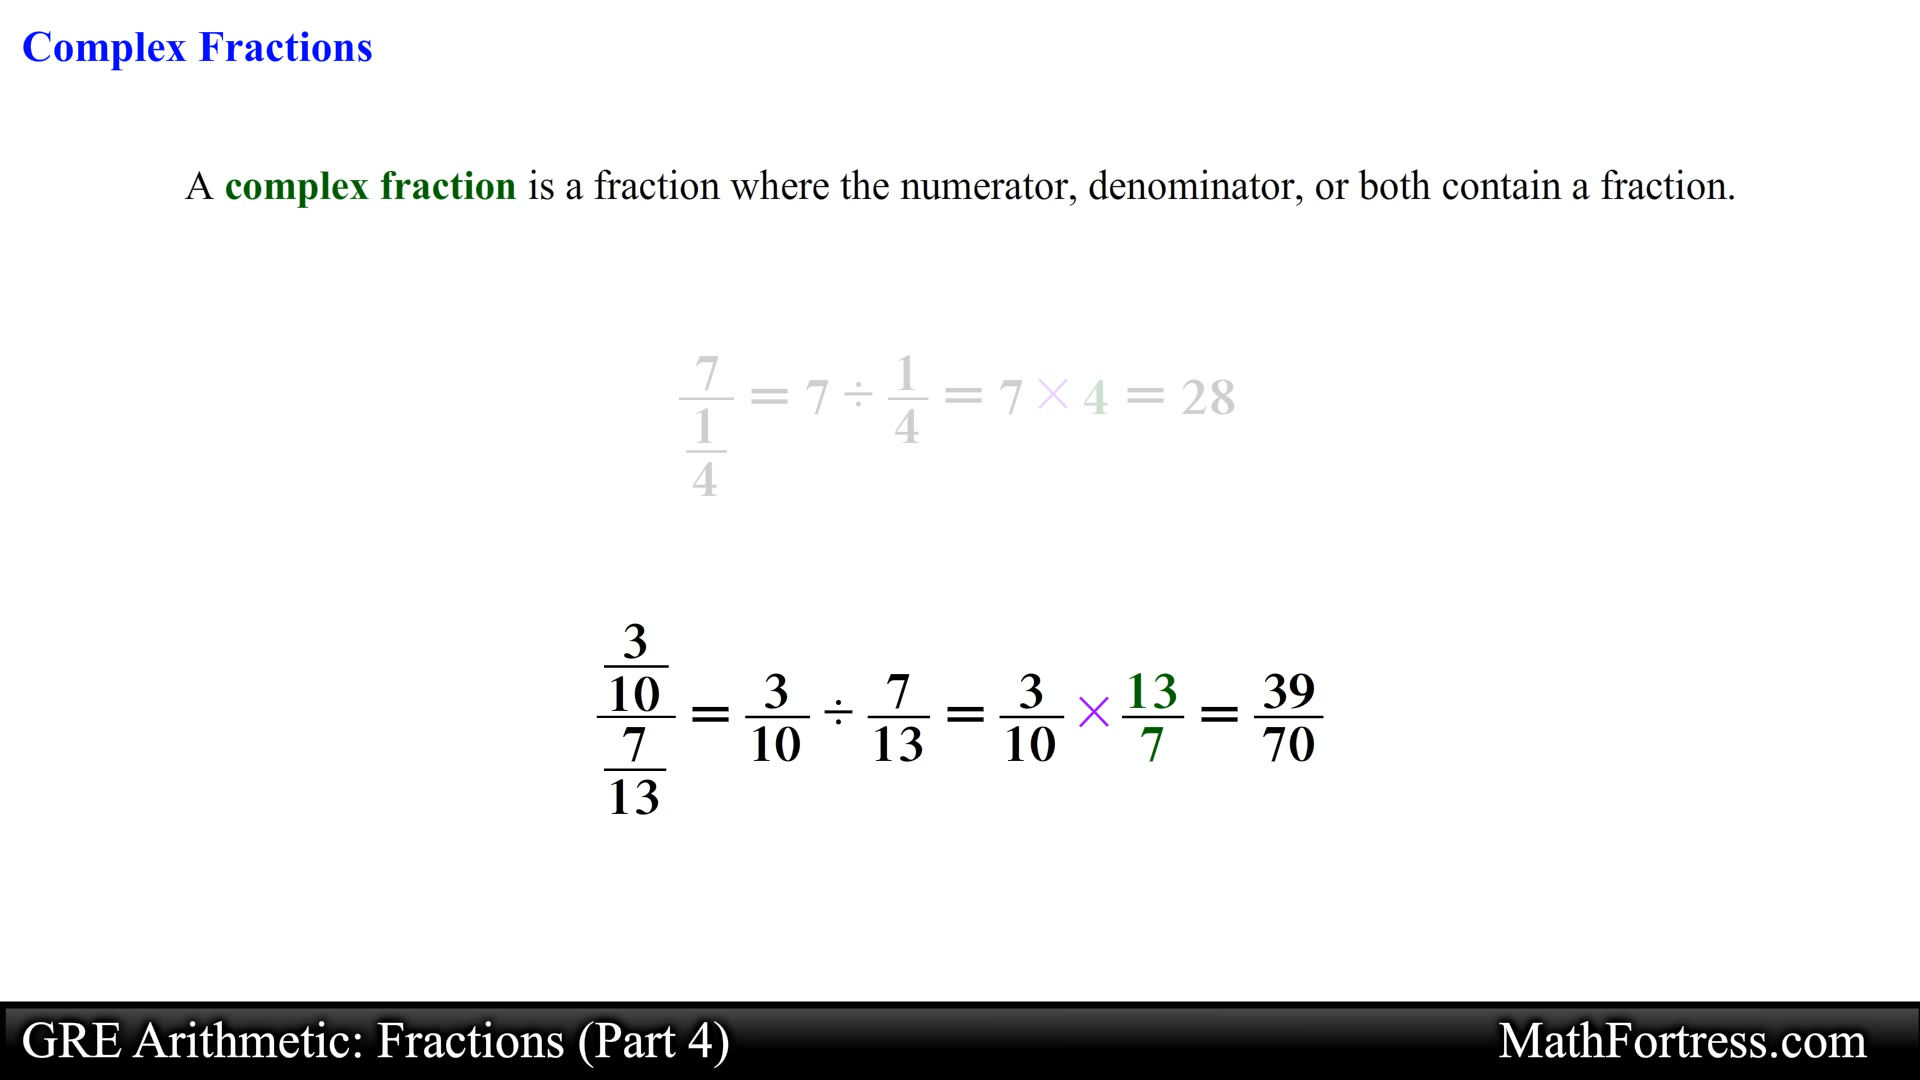 Complex Fractions
A complex fraction is a fraction where the numerator, denominator, or both contain a fraction.
7/(1/4) = 7 ÷ 1/4 = 7 × 4 = 28
(3/10)/(7/13) = 3/10 ÷ 7/13 = 3/10 × 13/7 = 39/70
GRE Arithmetic: Fractions (Part 4)
MathFortress.com